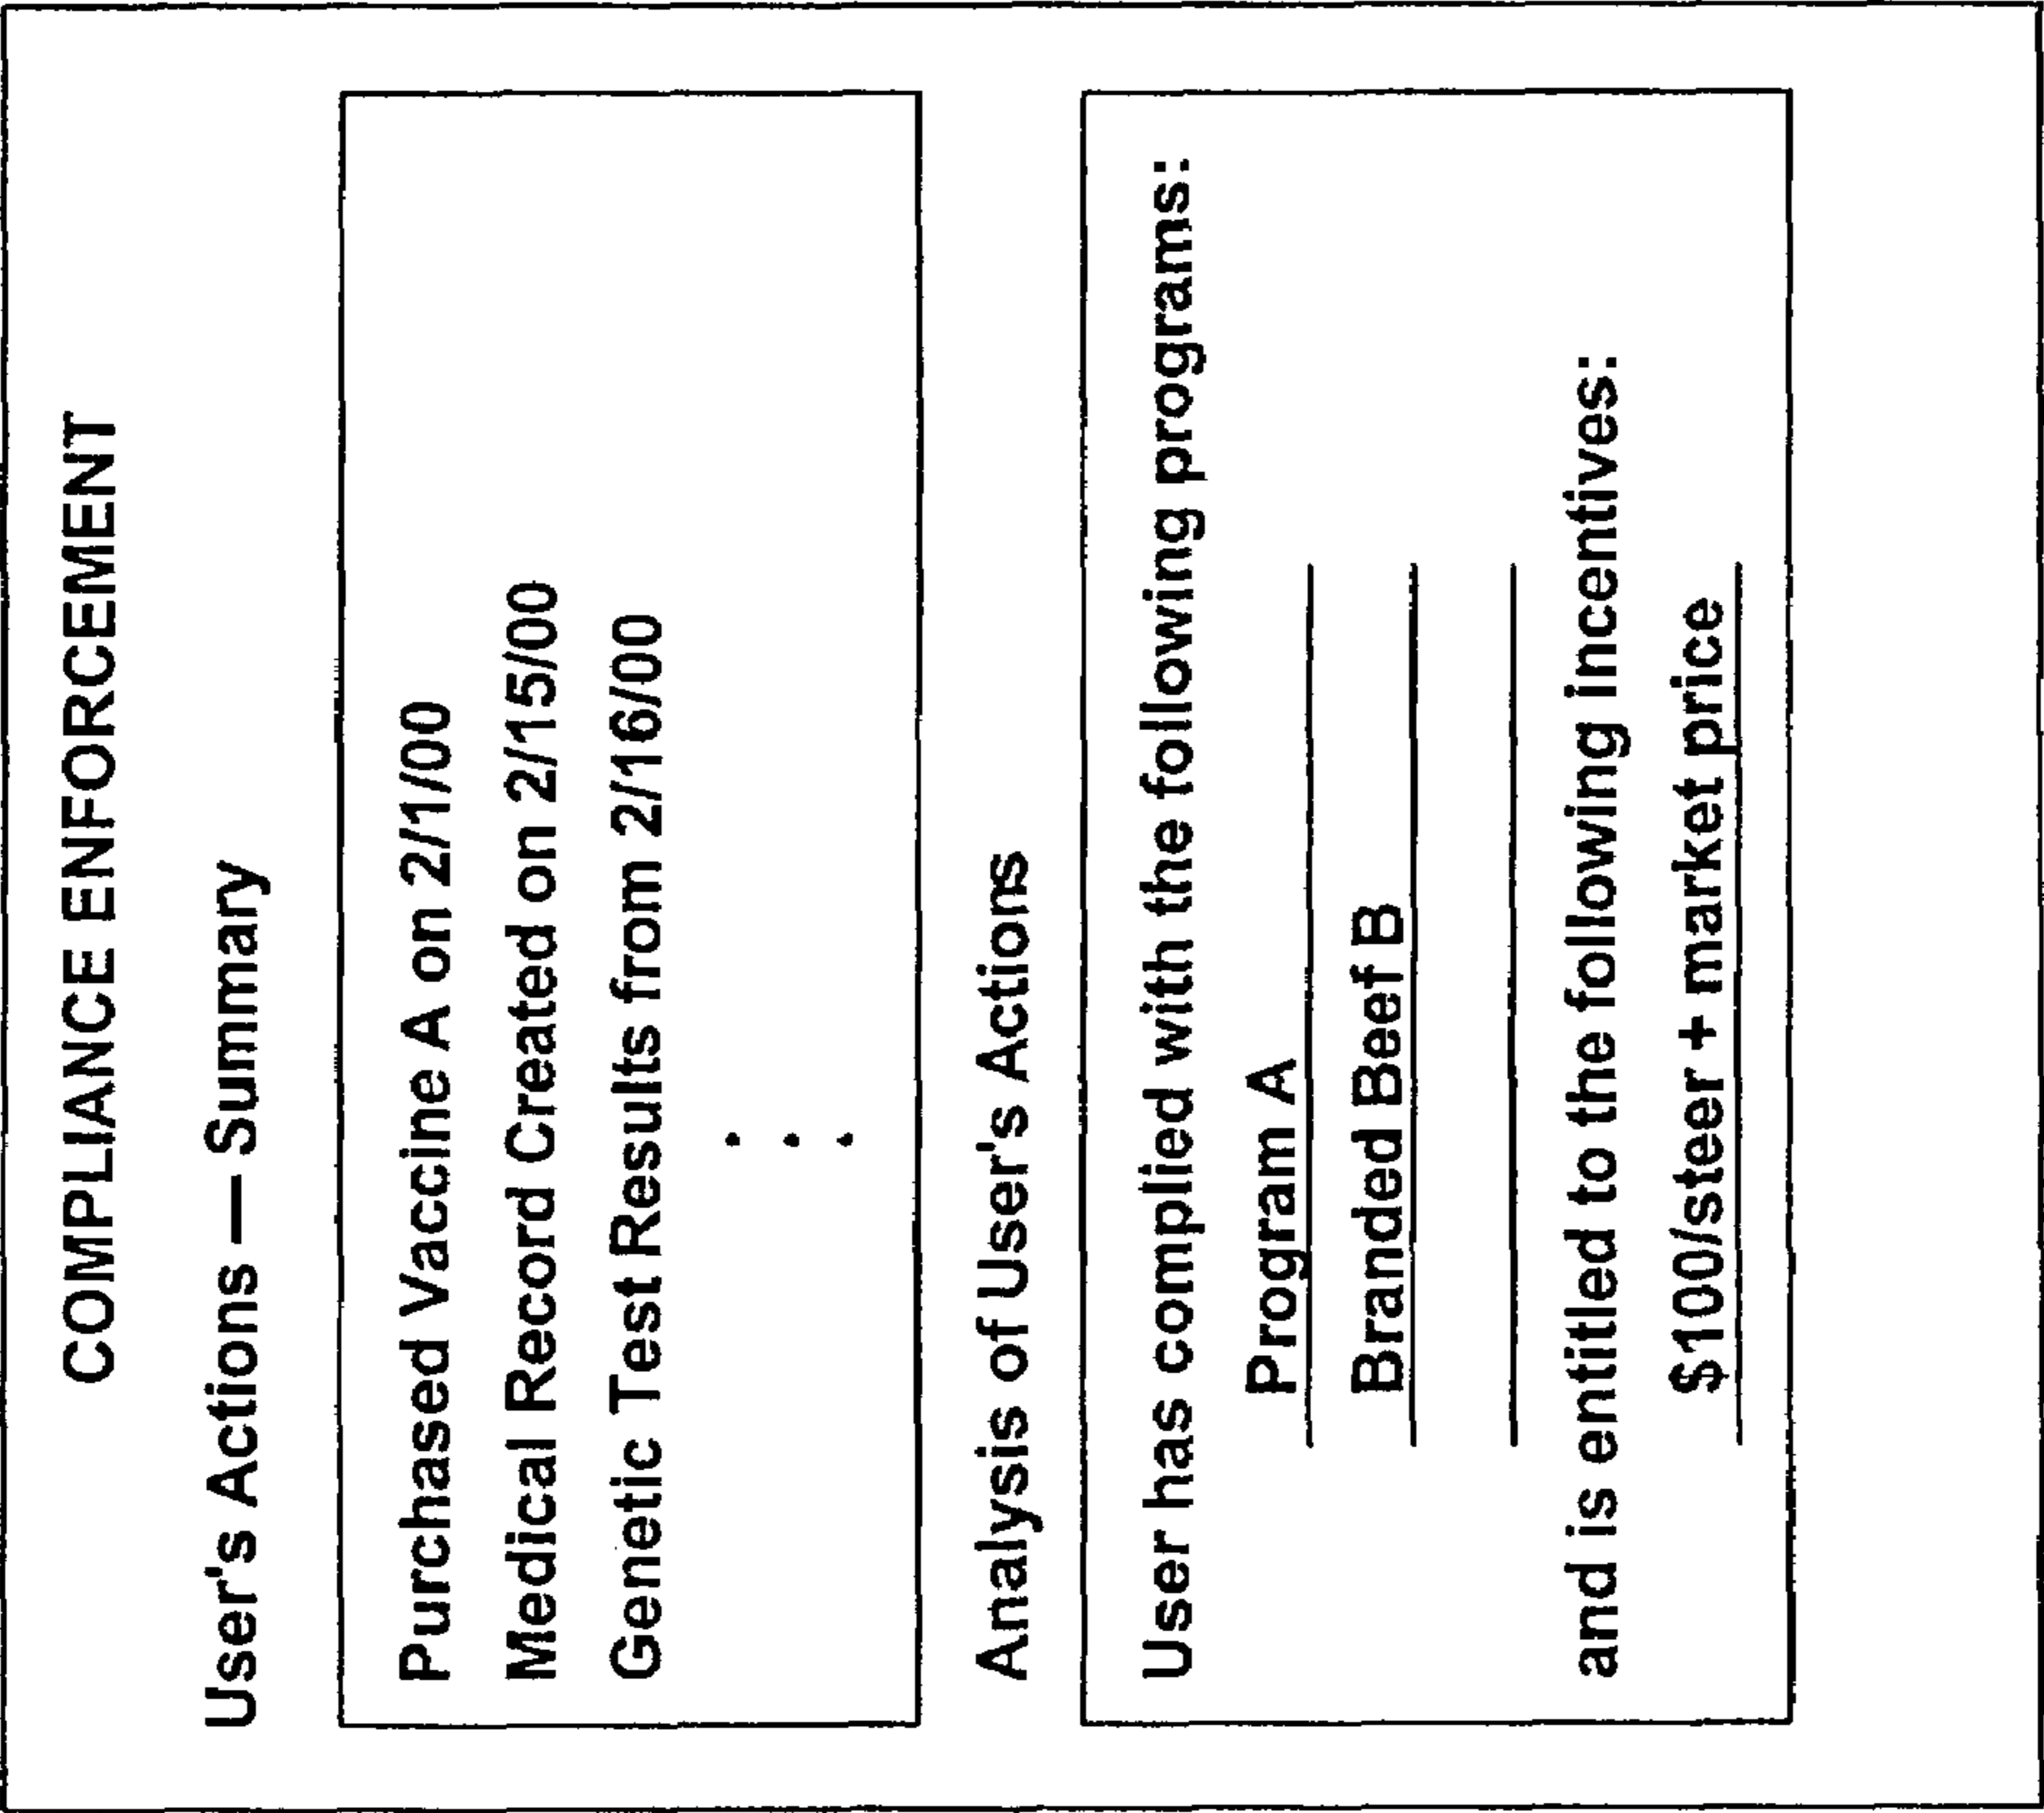 COMPLIANCE ENFORCEMENT
User's Actions — Summary
Purchased Vaccine A on 2/1/00
Medical Record Created on 2/15/00
Genetic Test Results from 2/16/00
.
.
.
Analysis of User's Actions
User has complied with the following programs:
Program A
Branded Beef B
and is entitled to the following incentives:
$100/steer + market price